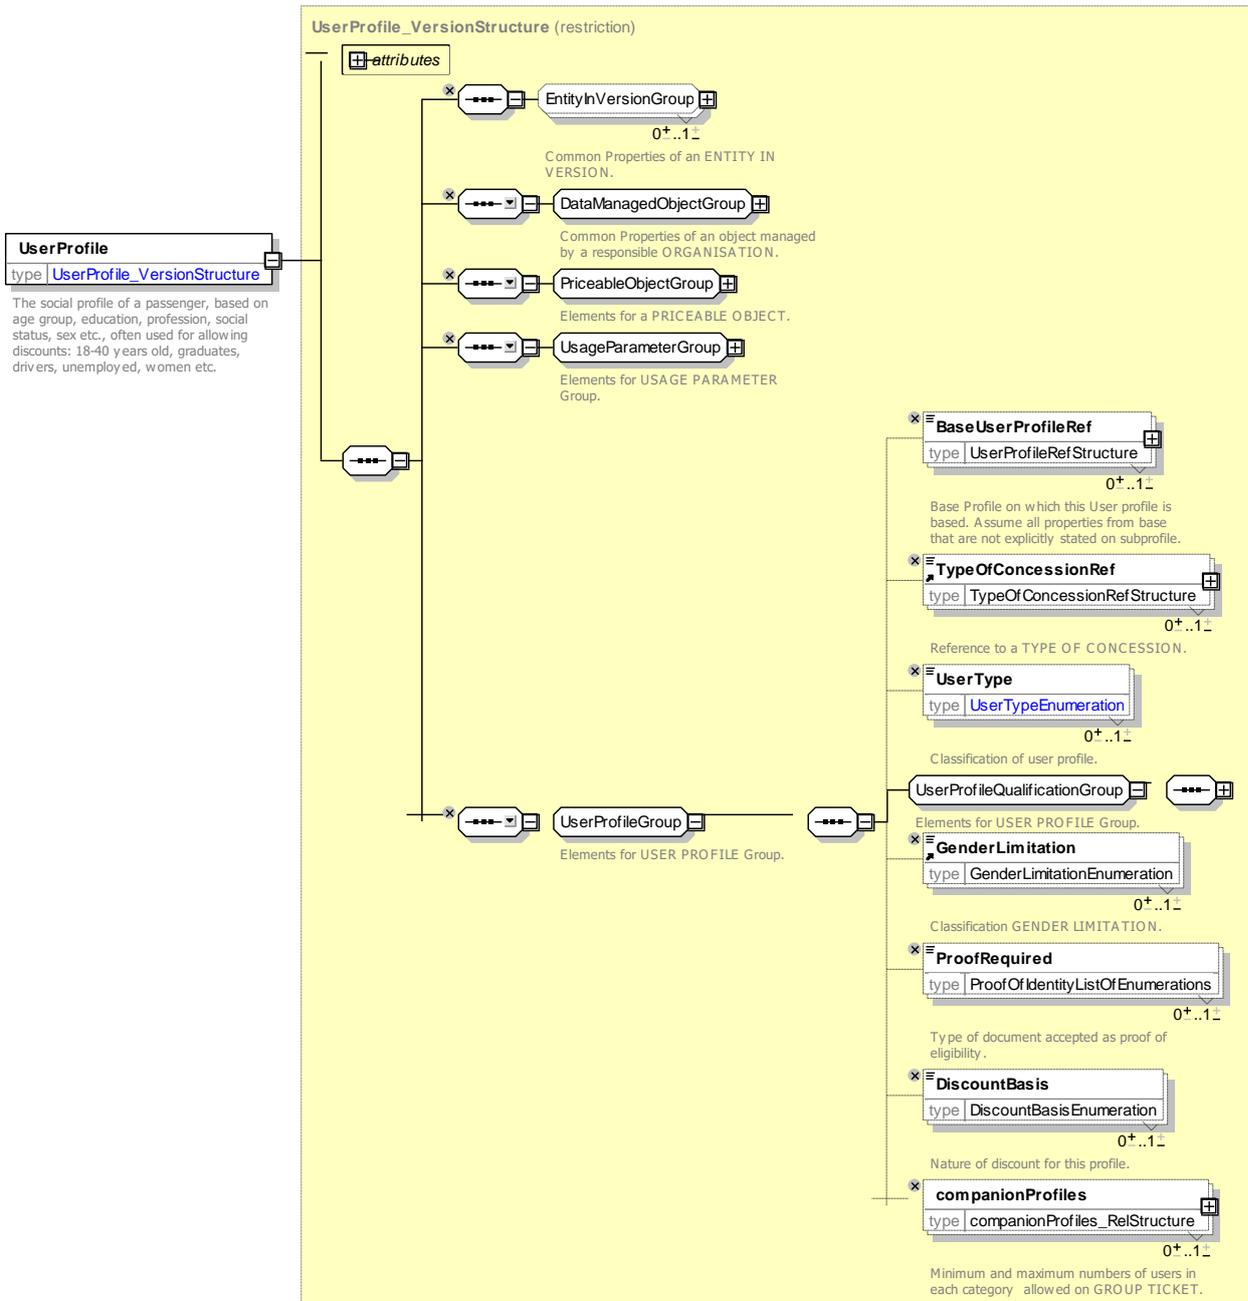 UserProfile_VersionStructure (restriction)
attributes
EntityInVersionGroup
0..1
Common Properties of an ENTITY IN
VERSION.
DataManagedObjectGroup
Common Properties of an object managed
by a responsible ORGANISATION.
UserProfile
type UserProfile_VersionStructure
The social profile of a passenger, based on
age group, education, profession, social
status, sex etc., often used for allowing
discounts: 18-40 years old, graduates,
drivers, unemployed, women etc.
PriceableObjectGroup
Elements for a PRICEABLE OBJECT.
UsageParameterGroup
Elements for USAGE PARAMETER
Group.
BaseUserProfileRef
type UserProfileRefStructure
0..1
Base Profile on which this User profile is
based. Assume all properties from base
that are not explicitly stated on subprofile.
TypeOfConcessionRef
type TypeOfConcessionRefStructure
0..1
Reference to a TYPE OF CONCESSION.
UserType
type UserTypeEnumeration
0..1
Classification of user profile.
UserProfileGroup
Elements for USER PROFILE Group.
UserProfileQualificationGroup
Elements for USER PROFILE Group.
GenderLimitation
type GenderLimitationEnumeration
0..1
Classification GENDER LIMITATION.
ProofRequired
type ProofOfIdentityListOfEnumerations
0..1
Type of document accepted as proof of
eligibility.
DiscountBasis
type DiscountBasisEnumeration
0..1
Nature of discount for this profile.
companionProfiles
type companionProfiles_RelStructure
0..1
Minimum and maximum numbers of users in
each category allowed on GROUP TICKET.